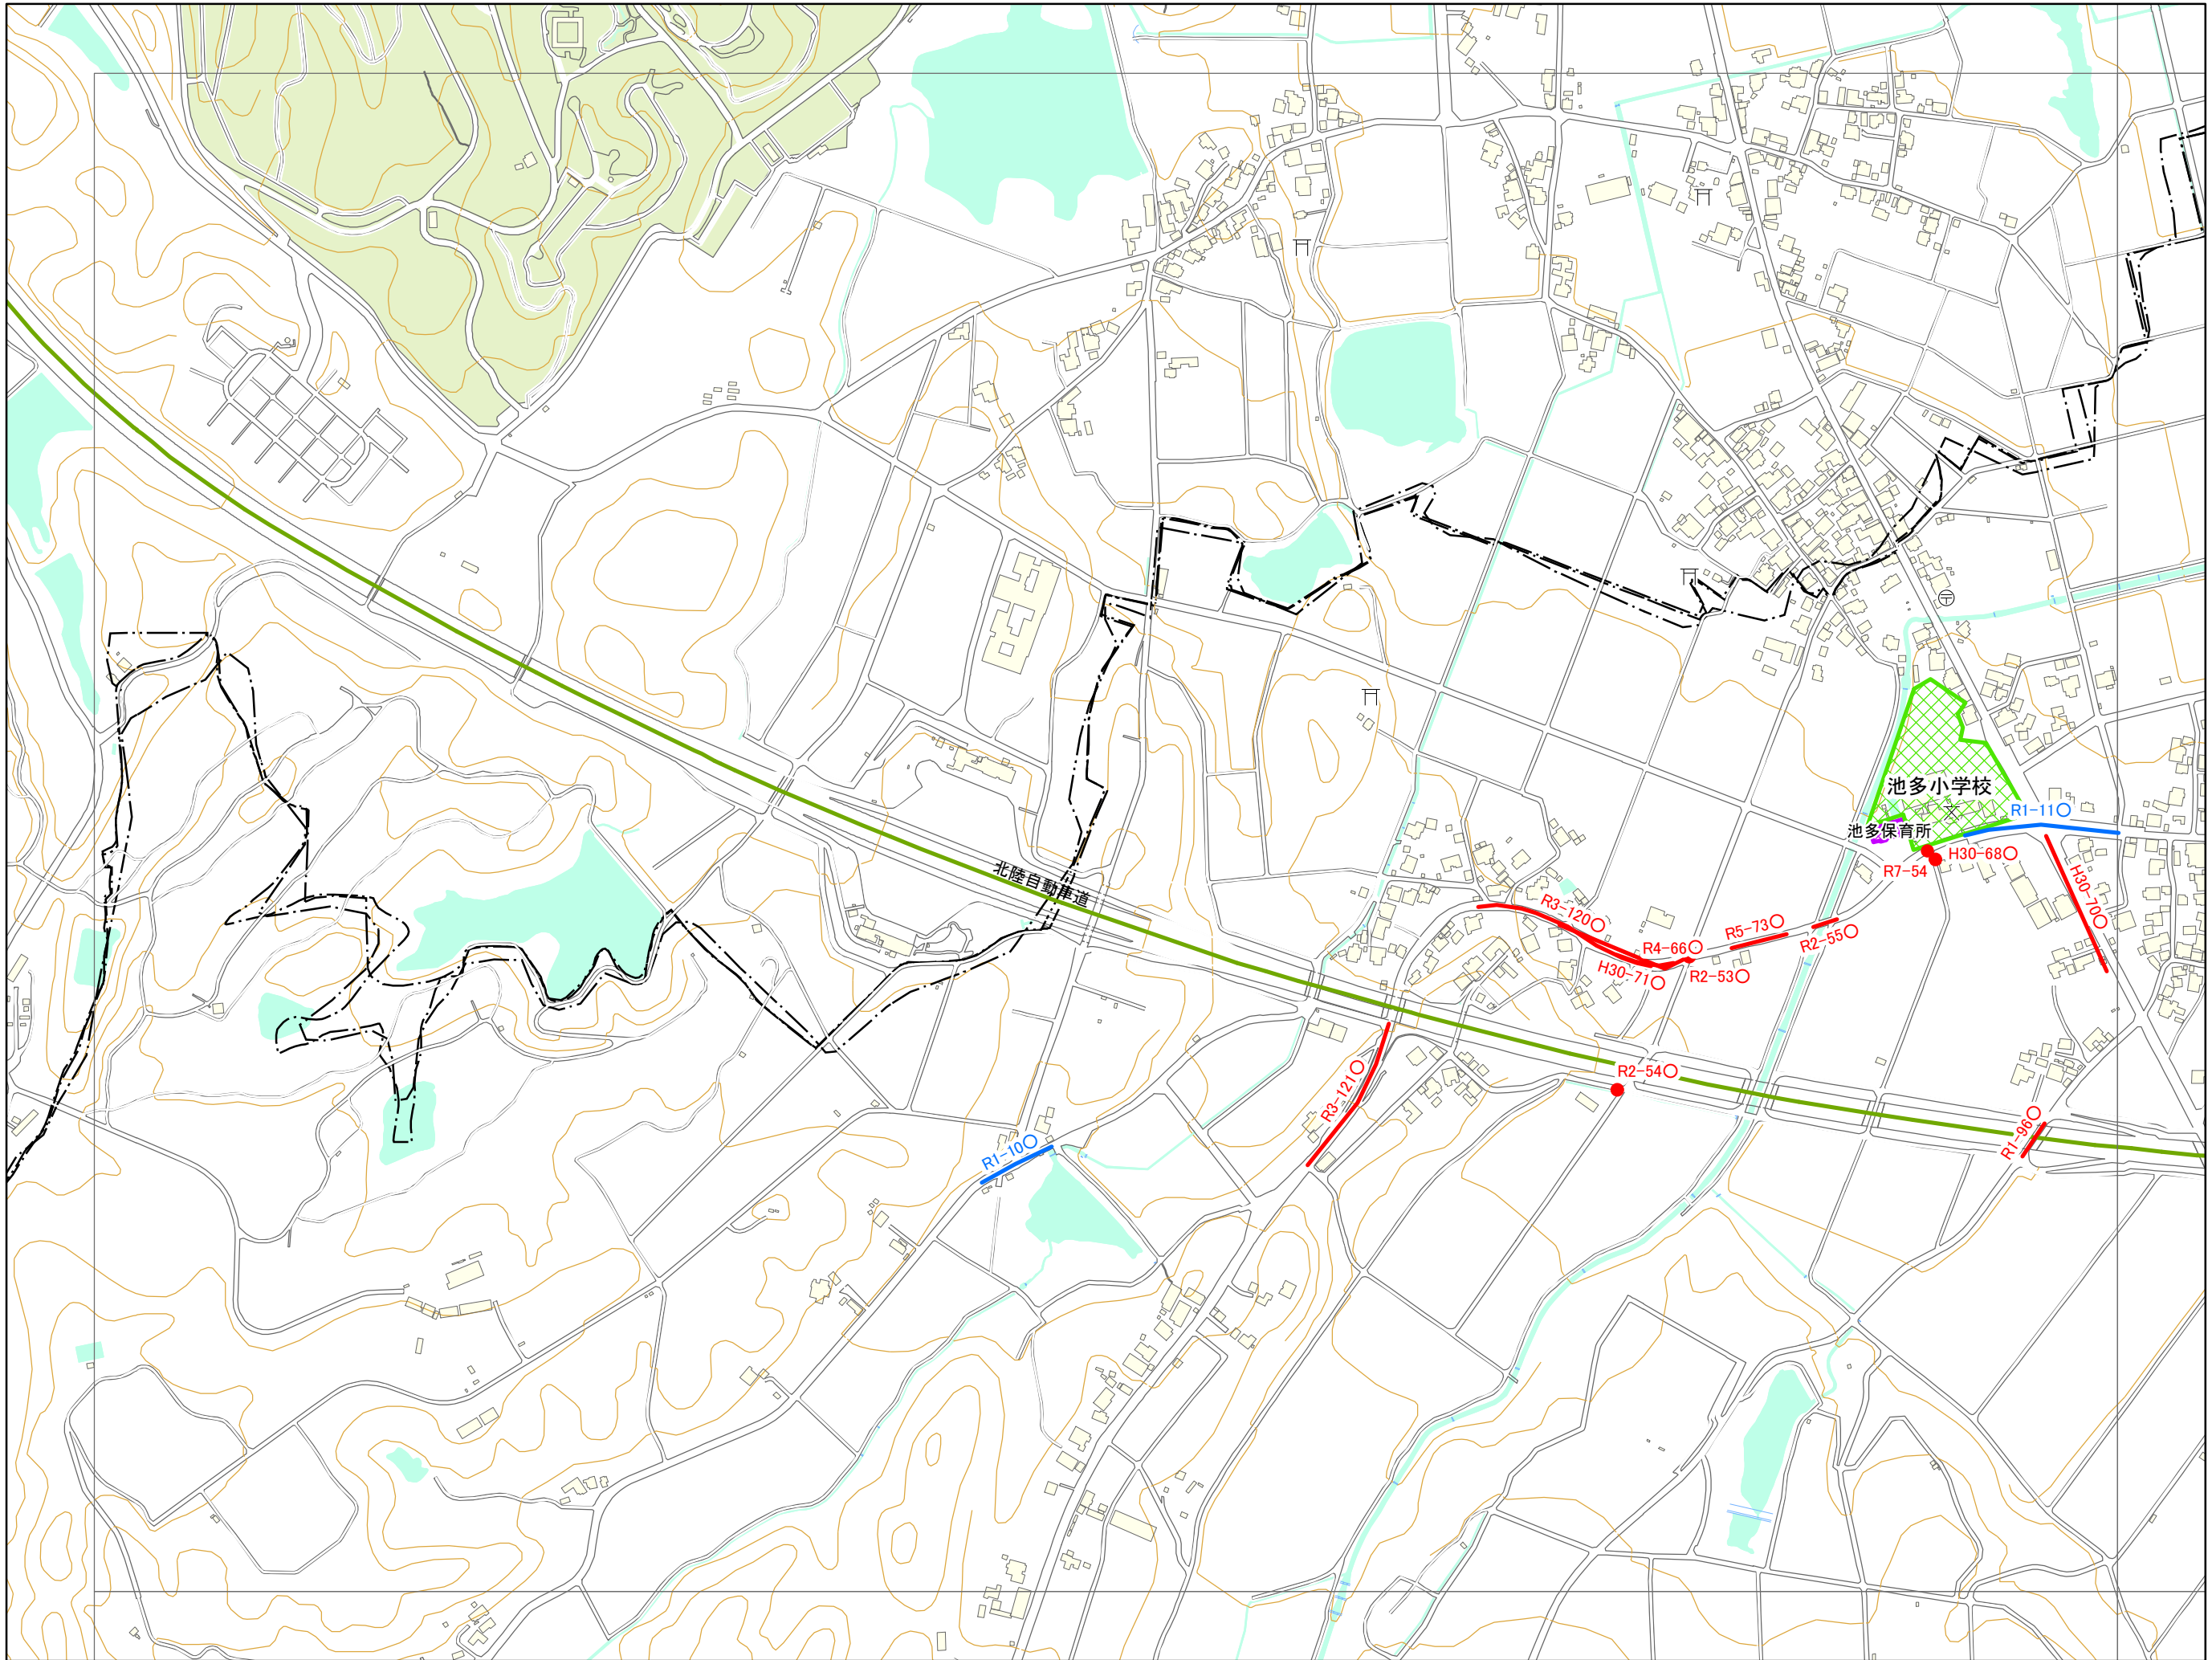 池多小学校
R1-11○
池多保育所
H30-68○
R7-54
H30-70○
北陸自動車道
R3-120○
R4-66○
R5-73○
R2-55○
H30-71○
R2-53○
R2-54○
R3-121○
R1-96○
R1-10○